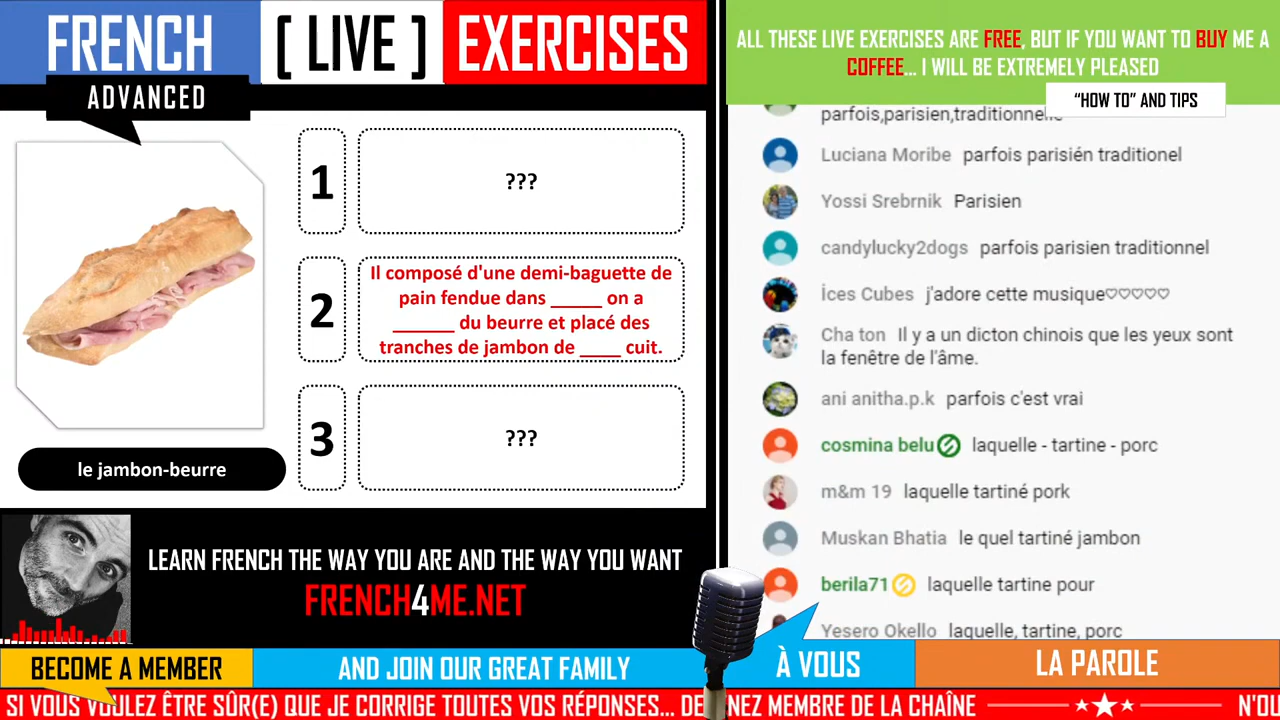 FRENCH
[ LIVE ]
EXERCISES
ADVANCED
1
???
2
Il composé d'une demi-baguette de
pain fendue dans _____ on a
______ du beurre et placé des
tranches de jambon de ____ cuit.
3
???
le jambon-beurre
LEARN FRENCH THE WAY YOU ARE AND THE WAY YOU WANT
FRENCH4ME.NET
ALL THESE LIVE EXERCISES ARE FREE, BUT IF YOU WANT TO BUY ME A
COFFEE... I WILL BE EXTREMELY PLEASED
"HOW TO" AND TIPS
parfois,parisien,traditionnel
Luciana Moribe parfois parisién traditionel
Yossi Srebrnik Parisien
candylucky2dogs parfois parisien traditionnel
İces Cubes j'adore cette musique♡♡♡♡♡
Cha ton Il y a un dicton chinois que les yeux sont
la fenêtre de l'âme.
ani anitha.p.k parfois c'est vrai
cosmina belu laquelle - tartine - porc
m&m 19 laquelle tartiné pork
Muskan Bhatia le quel tartiné jambon
berila71 laquelle tartine pour
Yesero Okello laquelle, tartine, porc
BECOME A MEMBER
AND JOIN OUR GREAT FAMILY
À VOUS
LA PAROLE
SI VOUS VOULEZ ÊTRE SÛR(E) QUE JE CORRIGE TOUTES VOS RÉPONSES... DE NEZ MEMBRE DE LA CHAÎNE
N'OU